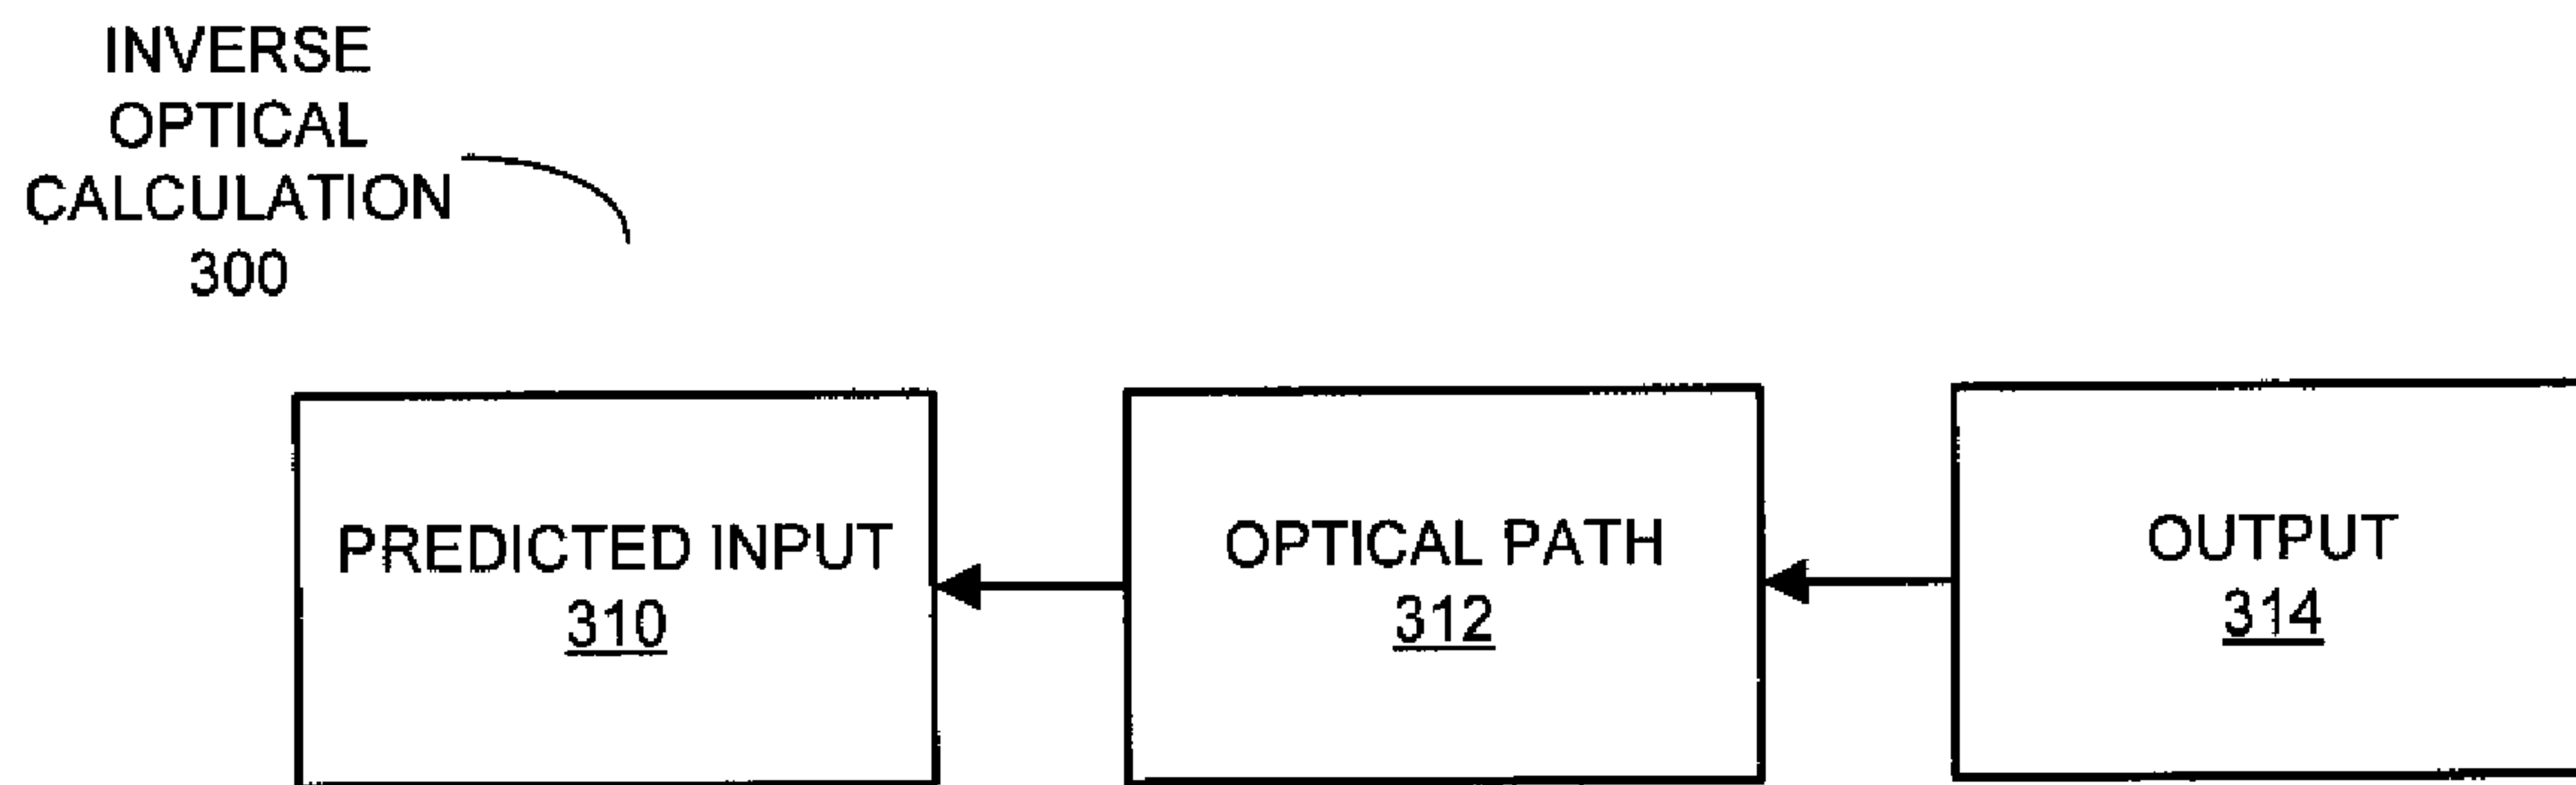 INVERSE
OPTICAL
CALCULATION
300
PREDICTED INPUT
310
OPTICAL PATH
312
OUTPUT
314